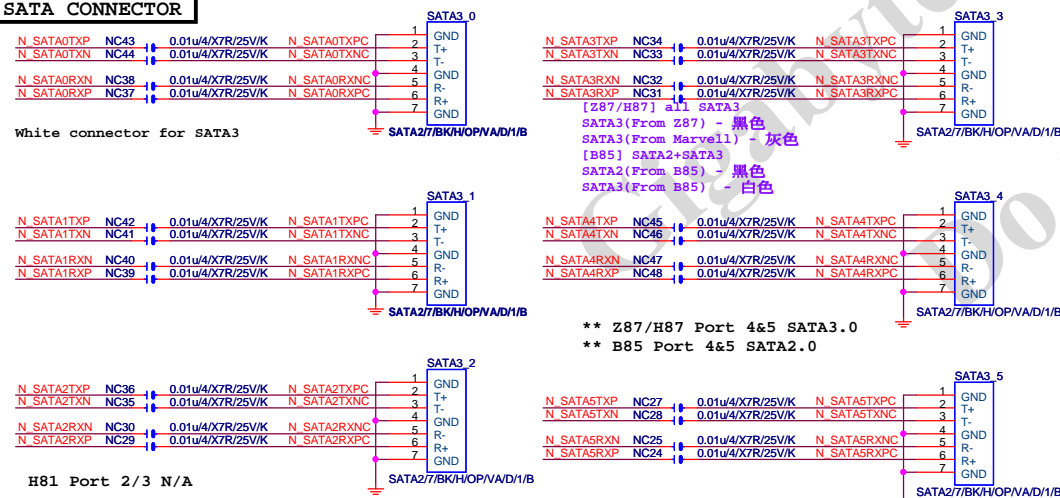 SATA CONNECTOR
SATA3_0
N_SATA0TXP NC43 0.01u/4/X7R/25V/K N_SATA0TXPC
N_SATA0TXN NC44 0.01u/4/X7R/25V/K N_SATA0TXNC
N_SATA0RXN NC38 0.01u/4/X7R/25V/K N_SATA0RXNC
N_SATA0RXP NC37 0.01u/4/X7R/25V/K N_SATA0RXPC
1 GND
2 T+
3 T-
4 GND
5 R-
6 R+
7 GND
White connector for SATA3
SATA2/7/BK/H/OP/VA/D/1/B
SATA3_3
N_SATA3TXP NC34 0.01u/4/X7R/25V/K N_SATA3TXPC
N_SATA3TXN NC33 0.01u/4/X7R/25V/K N_SATA3TXNC
N_SATA3RXN NC32 0.01u/4/X7R/25V/K N_SATA3RXNC
N_SATA3RXP NC31 0.01u/4/X7R/25V/K N_SATA3RXPC
1 GND
2 T+
3 T-
4 GND
5 R-
6 R+
7 GND
SATA2/7/BK/H/OP/VA/D/1/B
[Z87/H87] all SATA3
SATA3(From Z87) - 黑色
SATA3(From Marvell) - 灰色
[B85] SATA2+SATA3
SATA2(From B85) - 黑色
SATA3(From B85) - 白色
SATA3_1
N_SATA1TXP NC42 0.01u/4/X7R/25V/K N_SATA1TXPC
N_SATA1TXN NC41 0.01u/4/X7R/25V/K N_SATA1TXNC
N_SATA1RXN NC40 0.01u/4/X7R/25V/K N_SATA1RXNC
N_SATA1RXP NC39 0.01u/4/X7R/25V/K N_SATA1RXPC
1 GND
2 T+
3 T-
4 GND
5 R-
6 R+
7 GND
SATA2/7/BK/H/OP/VA/D/1/B
SATA3_4
N_SATA4TXP NC45 0.01u/4/X7R/25V/K N_SATA4TXPC
N_SATA4TXN NC46 0.01u/4/X7R/25V/K N_SATA4TXNC
N_SATA4RXN NC47 0.01u/4/X7R/25V/K N_SATA4RXNC
N_SATA4RXP NC48 0.01u/4/X7R/25V/K N_SATA4RXPC
1 GND
2 T+
3 T-
4 GND
5 R-
6 R+
7 GND
SATA2/7/BK/H/OP/VA/D/1/B
** Z87/H87 Port 4&5 SATA3.0
** B85 Port 4&5 SATA2.0
SATA3_2
N_SATA2TXP NC36 0.01u/4/X7R/25V/K N_SATA2TXPC
N_SATA2TXN NC35 0.01u/4/X7R/25V/K N_SATA2TXNC
N_SATA2RXN NC30 0.01u/4/X7R/25V/K N_SATA2RXNC
N_SATA2RXP NC29 0.01u/4/X7R/25V/K N_SATA2RXPC
1 GND
2 T+
3 T-
4 GND
5 R-
6 R+
7 GND
H81 Port 2/3 N/A
SATA2/7/BK/H/OP/VA/D/1/B
SATA3_5
N_SATA5TXP NC27 0.01u/4/X7R/25V/K N_SATA5TXPC
N_SATA5TXN NC28 0.01u/4/X7R/25V/K N_SATA5TXNC
N_SATA5RXN NC25 0.01u/4/X7R/25V/K N_SATA5RXNC
N_SATA5RXP NC24 0.01u/4/X7R/25V/K N_SATA5RXPC
1 GND
2 T+
3 T-
4 GND
5 R-
6 R+
7 GND
SATA2/7/BK/H/OP/VA/D/1/B
Gigabyte
Do